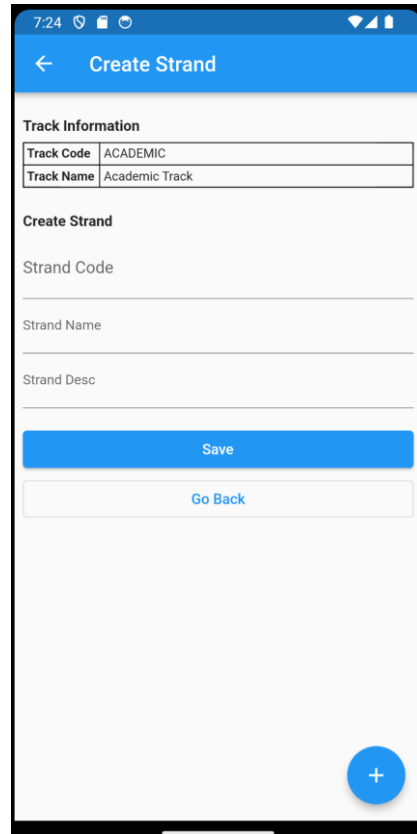 7:24
Create Strand
Track Information
Track Code ACADEMIC
Track Name Academic Track
Create Strand
Strand Code
Strand Name
Strand Desc
Save
Go Back
+